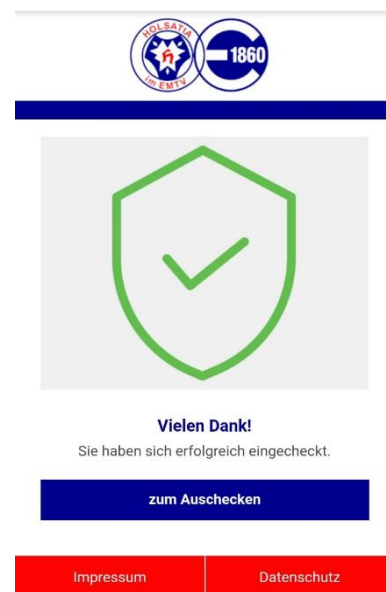 HOLSATIA
im EMTV
1860
Vielen Dank!
Sie haben sich erfolgreich eingecheckt.
zum Auschecken
Impressum
Datenschutz